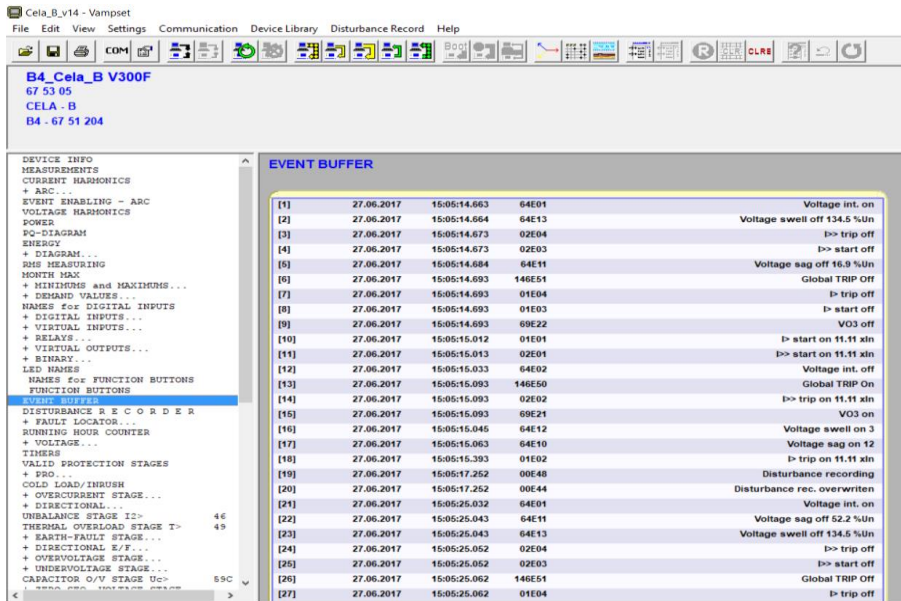 Cela_B_v14 - Vampset
File Edit View Settings Communication Device Library Disturbance Record Help
COM Boot CLR CLRE
B4_Cela_B V300F
67 53 05
CELA - B
B4 - 67 51 204
DEVICE INFO
MEASUREMENTS
CURRENT HARMONICS
+ ARC...
EVENT ENABLING - ARC
VOLTAGE HARMONICS
POWER
PQ-DIAGRAM
ENERGY
+ DIAGRAM...
RMS MEASURING
MONTH MAX
+ MINIMUMS and MAXIMUMS...
+ DEMAND VALUES...
NAMES for DIGITAL INPUTS
+ DIGITAL INPUTS...
+ VIRTUAL INPUTS...
+ RELAYS...
+ VIRTUAL OUTPUTS...
+ BINARY...
LED NAMES
NAMES for FUNCTION BUTTONS
FUNCTION BUTTONS
EVENT BUFFER
DISTURBANCE R E C O R D E R
+ FAULT LOCATOR...
RUNNING HOUR COUNTER
+ VOLTAGE...
TIMERS
VALID PROTECTION STAGES
+ PRO...
COLD LOAD/INRUSH
+ OVERCURRENT STAGE...
+ DIRECTIONAL...
UNBALANCE STAGE I2> 46
THERMAL OVERLOAD STAGE T> 49
+ EARTH-FAULT STAGE...
+ DIRECTIONAL E/F...
+ OVERVOLTAGE STAGE...
+ UNDERVOLTAGE STAGE...
CAPACITOR O/V STAGE Uc> 59C
EVENT BUFFER
[1] 27.06.2017 15:05:14.663 64E01 Voltage int. on
[2] 27.06.2017 15:05:14.664 64E13 Voltage swell off 134.5 %Un
[3] 27.06.2017 15:05:14.673 02E04 I>> trip off
[4] 27.06.2017 15:05:14.673 02E03 I>> start off
[5] 27.06.2017 15:05:14.684 64E11 Voltage sag off 16.9 %Un
[6] 27.06.2017 15:05:14.693 146E51 Global TRIP Off
[7] 27.06.2017 15:05:14.693 01E04 I> trip off
[8] 27.06.2017 15:05:14.693 01E03 I> start off
[9] 27.06.2017 15:05:14.693 69E22 VO3 off
[10] 27.06.2017 15:05:15.012 01E01 I> start on 11.11 xIn
[11] 27.06.2017 15:05:15.013 02E01 I>> start on 11.11 xIn
[12] 27.06.2017 15:05:15.033 64E02 Voltage int. off
[13] 27.06.2017 15:05:15.093 146E50 Global TRIP On
[14] 27.06.2017 15:05:15.093 02E02 I>> trip on 11.11 xIn
[15] 27.06.2017 15:05:15.093 69E21 VO3 on
[16] 27.06.2017 15:05:15.045 64E12 Voltage swell on 3
[17] 27.06.2017 15:05:15.063 64E10 Voltage sag on 12
[18] 27.06.2017 15:05:15.393 01E02 I> trip on 11.11 xIn
[19] 27.06.2017 15:05:17.252 00E48 Disturbance recording
[20] 27.06.2017 15:05:17.252 00E44 Disturbance rec. overwriten
[21] 27.06.2017 15:05:25.032 64E01 Voltage int. on
[22] 27.06.2017 15:05:25.043 64E11 Voltage sag off 52.2 %Un
[23] 27.06.2017 15:05:25.043 64E13 Voltage swell off 134.5 %Un
[24] 27.06.2017 15:05:25.052 02E04 I>> trip off
[25] 27.06.2017 15:05:25.052 02E03 I>> start off
[26] 27.06.2017 15:05:25.062 146E51 Global TRIP Off
[27] 27.06.2017 15:05:25.062 01E04 I> trip off